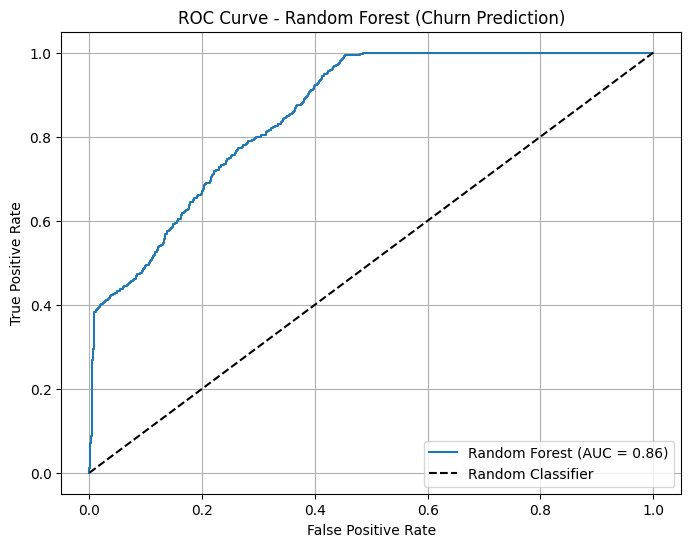 ROC Curve - Random Forest (Churn Prediction)
True Positive Rate
1.0
0.8
0.6
0.4
0.2
0.0
0.0 0.2 0.4 0.6 0.8 1.0
False Positive Rate
Random Forest (AUC = 0.86)
Random Classifier